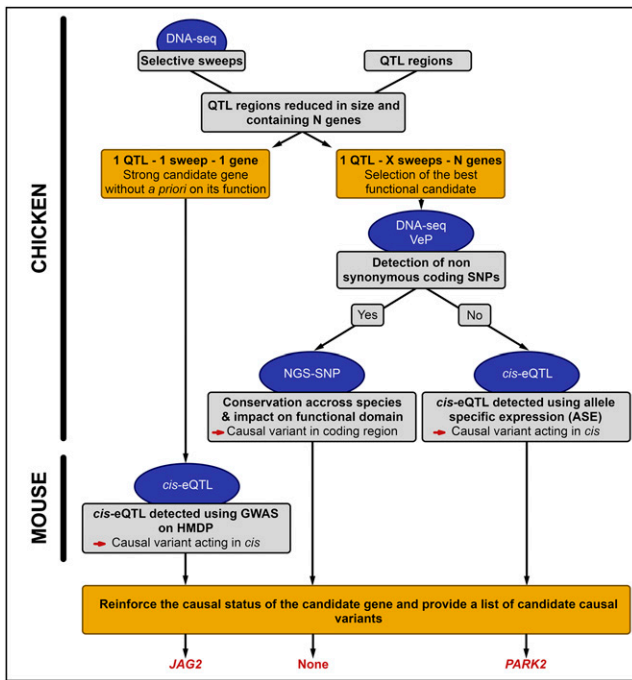 DNA-seq
Selective sweeps
QTL regions
QTL regions reduced in size and
containing N genes
1 QTL - 1 sweep - 1 gene
Strong candidate gene
without a priori on its function
1 QTL - X sweeps - N genes
Selection of the best
functional candidate
DNA-seq
VeP
Detection of non
synonymous coding SNPs
Yes
No
NGS-SNP
cis-eQTL
Conservation accross species
& impact on functional domain
Causal variant in coding region
cis-eQTL detected using allele
specific expression (ASE)
Causal variant acting in cis
CHICKEN
MOUSE
cis-eQTL
cis-eQTL detected using GWAS
on HMDP
Causal variant acting in cis
Reinforce the causal status of the candidate gene and provide a list of candidate causal
variants
JAG2
None
PARK2